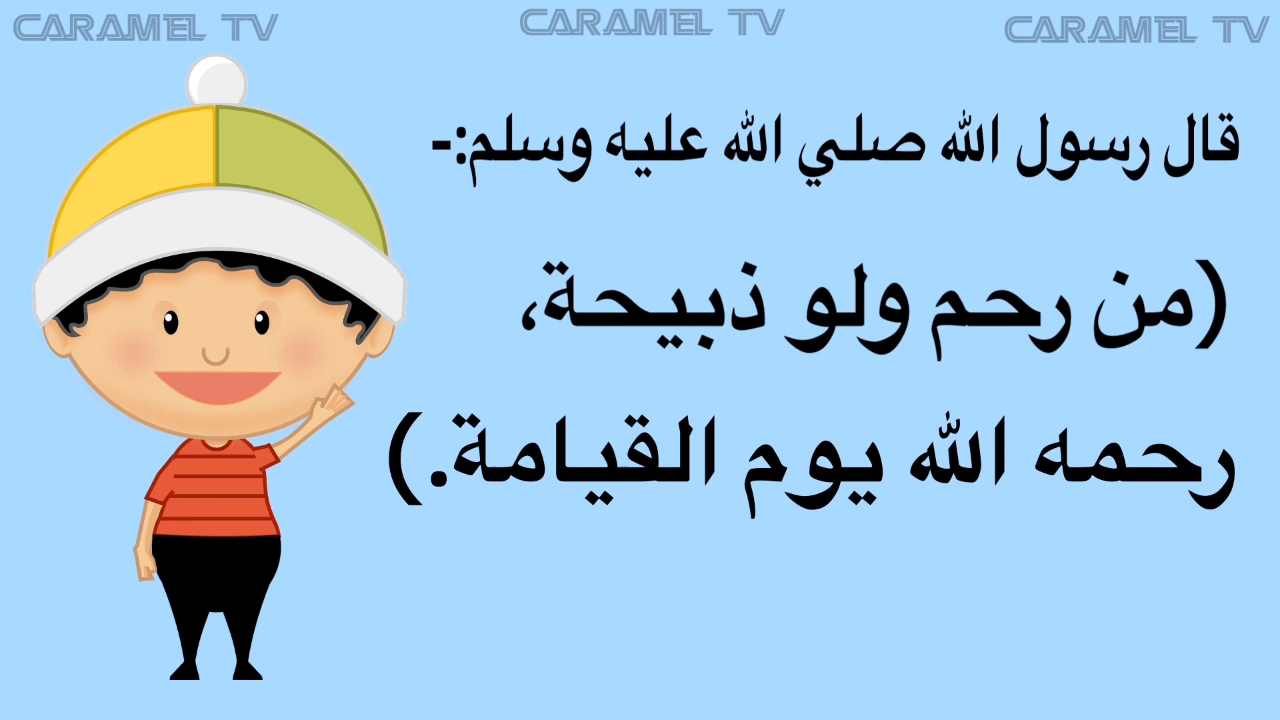 CARAMEL TV CARAMEL TV CARAMEL TV
قال رسول الله صلي الله عليه وسلم:-
(من رحم ولو ذبيحة،
رحمه الله يوم القيامة.)